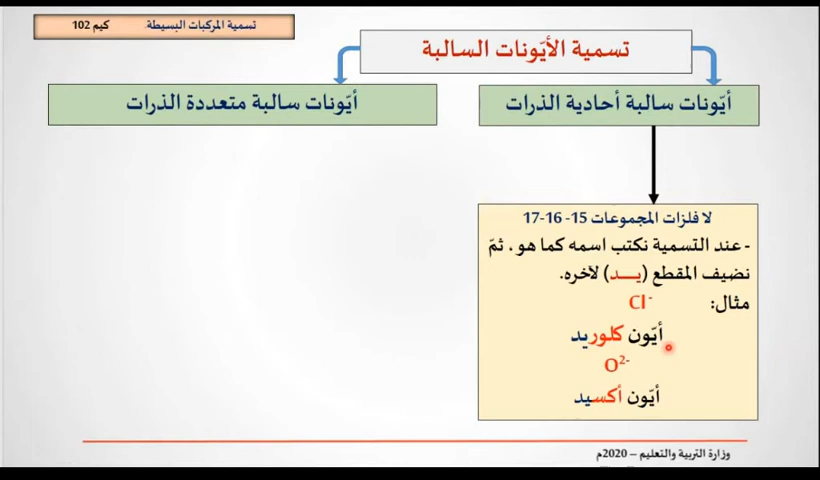 تسمية المركبات البسيطة كيم 102
تسمية الأيّونات السالبة
أيّونات سالبة أحادية الذرات
أيّونات سالبة متعددة الذرات
لا فلزات المجموعات 15- 16-17
- عند التسمية نكتب اسمه كما هو ، ثمّ
نضيف المقطع (يــد) لآخره.
مثال: Cl-
أيّون كلوريد
O2-
أيّون أكسيد
وزارة التربية والتعليم – 2020م